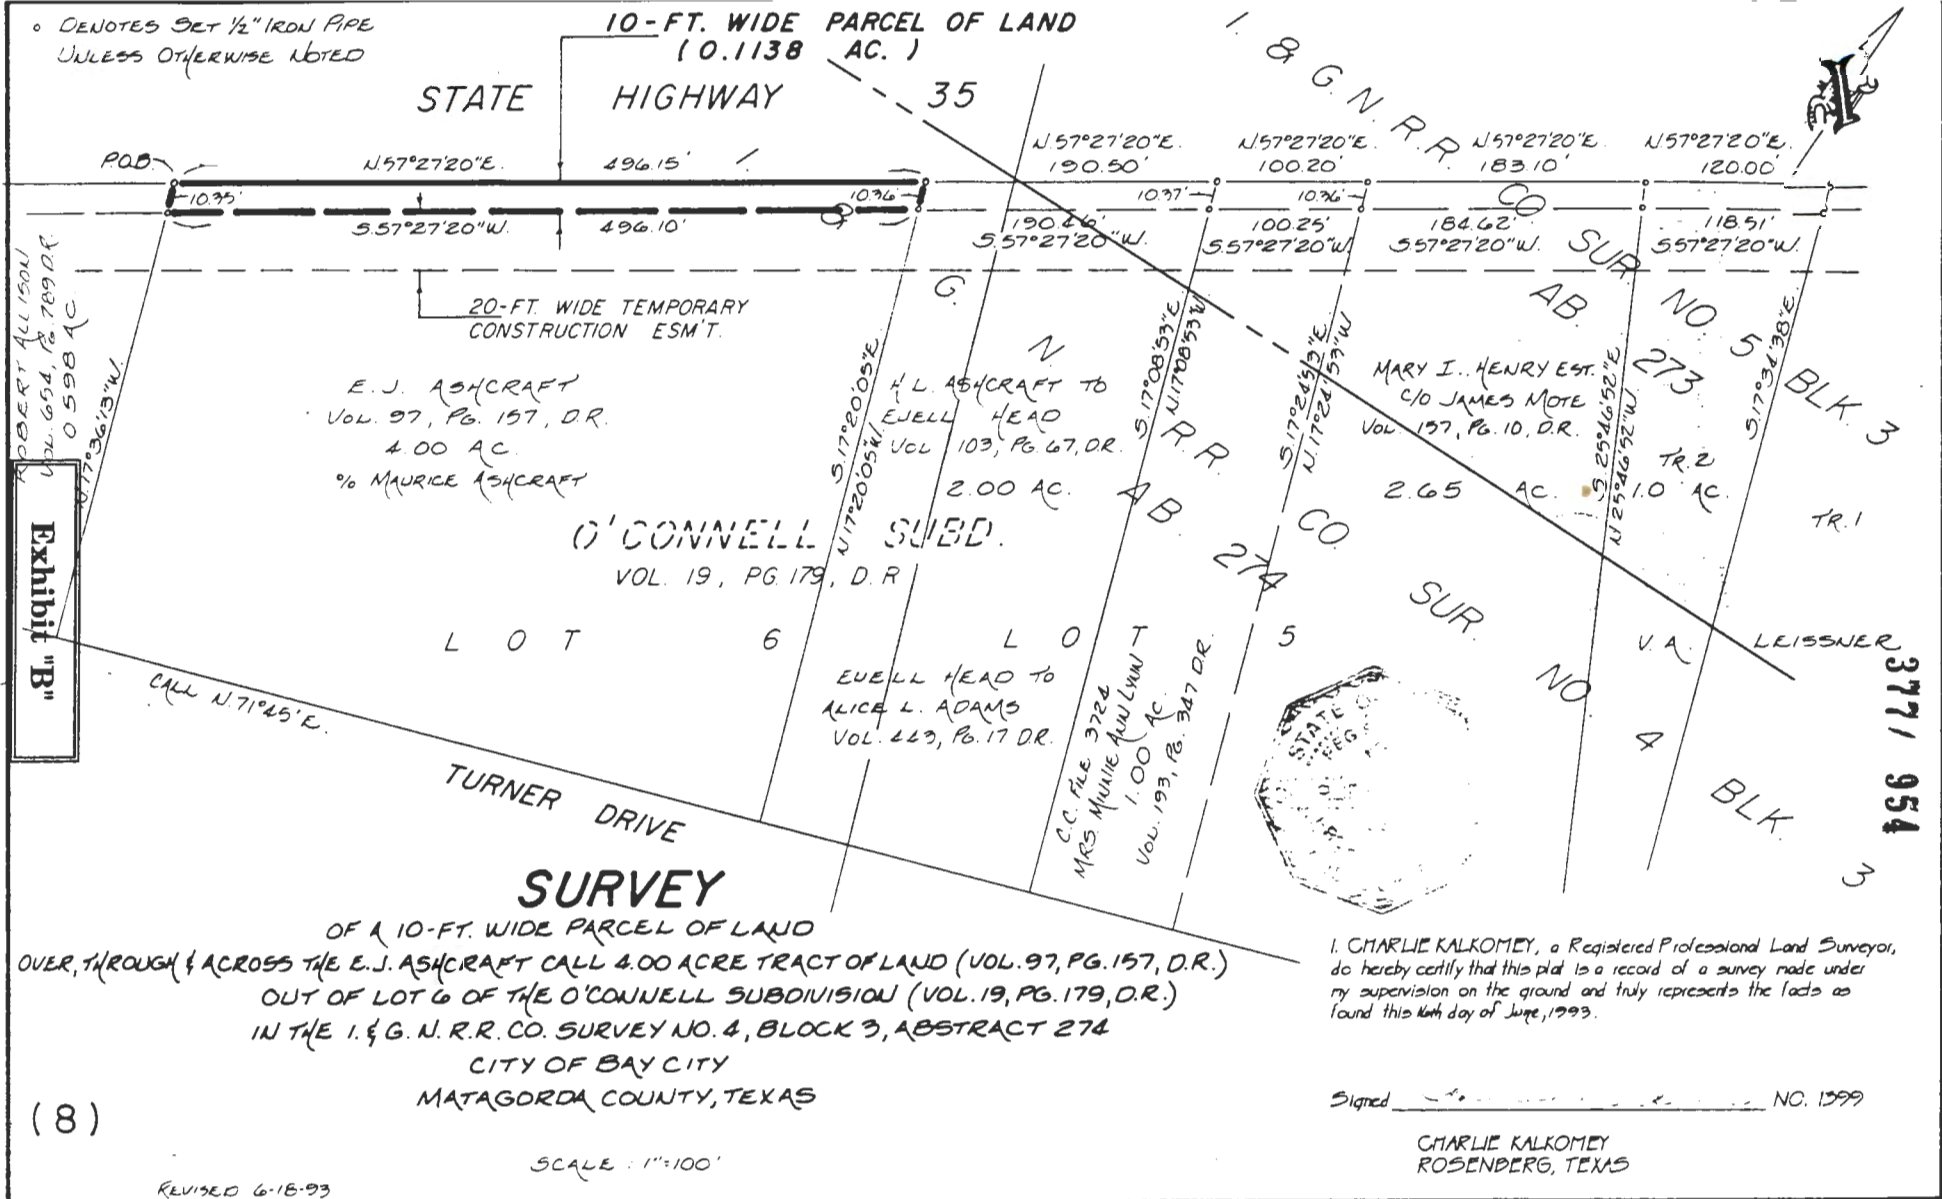 ○ DENOTES SET 1/2" IRON PIPE
UNLESS OTHERWISE NOTED
10-FT. WIDE PARCEL OF LAND
(0.1138 AC.)
STATE HIGHWAY 35
I. & G. N. R. R. CO SUR. NO. 5 BLK. 3
AB. 273
P.O.B.
N.57°27'20"E. 496.15'
N.57°27'20"E.
190.50'
N.57°27'20"E.
100.20'
N.57°27'20"E.
183.10'
N.57°27'20"E.
120.00'
10.35'
10.36'
10.37'
10.36'
S.57°27'20"W. 496.10'
190.46'
S.57°27'20"W.
100.25'
S.57°27'20"W.
184.62'
S.57°27'20"W.
118.51'
S.57°27'20"W.
20-FT. WIDE TEMPORARY
CONSTRUCTION ESM'T.
ROBERT ALLISON
VOL. 654, PG. 789 D.R.
0.598 AC
N.17°36'13"W.
E. J. ASHCRAFT
VOL. 97, PG. 157, D.R.
4.00 AC.
% MAURICE ASHCRAFT
S.17°20'05"E.
N.17°20'05"W.
H.L. ASHCRAFT TO
EUELL HEAD
VOL 103, PG. 67, D.R.
2.00 AC.
S.17°08'53"E
N.17°08'53"W
S.17°24'53"E
N.17°24'53"W
MARY I. HENRY EST.
C/O JAMES MOTE
VOL 157, PG. 10, D.R.
2.65 AC.
S.25°46'52"E
N 25°46'52"W
TR. 2
1.0 AC.
S.17°34'38"E.
TR. 1
G. N. R. R. CO. SUR. NO. 4 BLK. 3
AB. 274
O'CONNELL SUBD.
VOL. 19, PG. 179, D. R
LOT 6
LOT 5
V. A. LEISSNER
EUELL HEAD TO
ALICE L. ADAMS
VOL. 443, PG. 17 D.R.
C.C. FILE 3724
MRS. MINNIE ANN LYNN
1.00 AC.
VOL. 193, PG. 347 D.R.
CALL N.71°45'E.
TURNER DRIVE
Exhibit "B"
3771 954
STATE O
REG
SURVEY
OF A 10-FT. WIDE PARCEL OF LAND
OVER, THROUGH & ACROSS THE E.J. ASHCRAFT CALL 4.00 ACRE TRACT OF LAND (VOL. 97, PG. 157, D.R.)
OUT OF LOT 6 OF THE O'CONNELL SUBDIVISION (VOL. 19, PG. 179, D.R.)
IN THE I. & G. N. R.R. CO. SURVEY NO. 4, BLOCK 3, ABSTRACT 274
CITY OF BAY CITY
MATAGORDA COUNTY, TEXAS
SCALE : 1"=100'
(8)
REVISED 6-18-93
I. CHARLIE KALKOMEY, a Registered Professional Land Surveyor,
do hereby certify that this plat is a record of a survey made under
my supervision on the ground and truly represents the facts as
found this day of June, 1993.
Signed NO. 1399
CHARLIE KALKOMEY
ROSENBERG, TEXAS